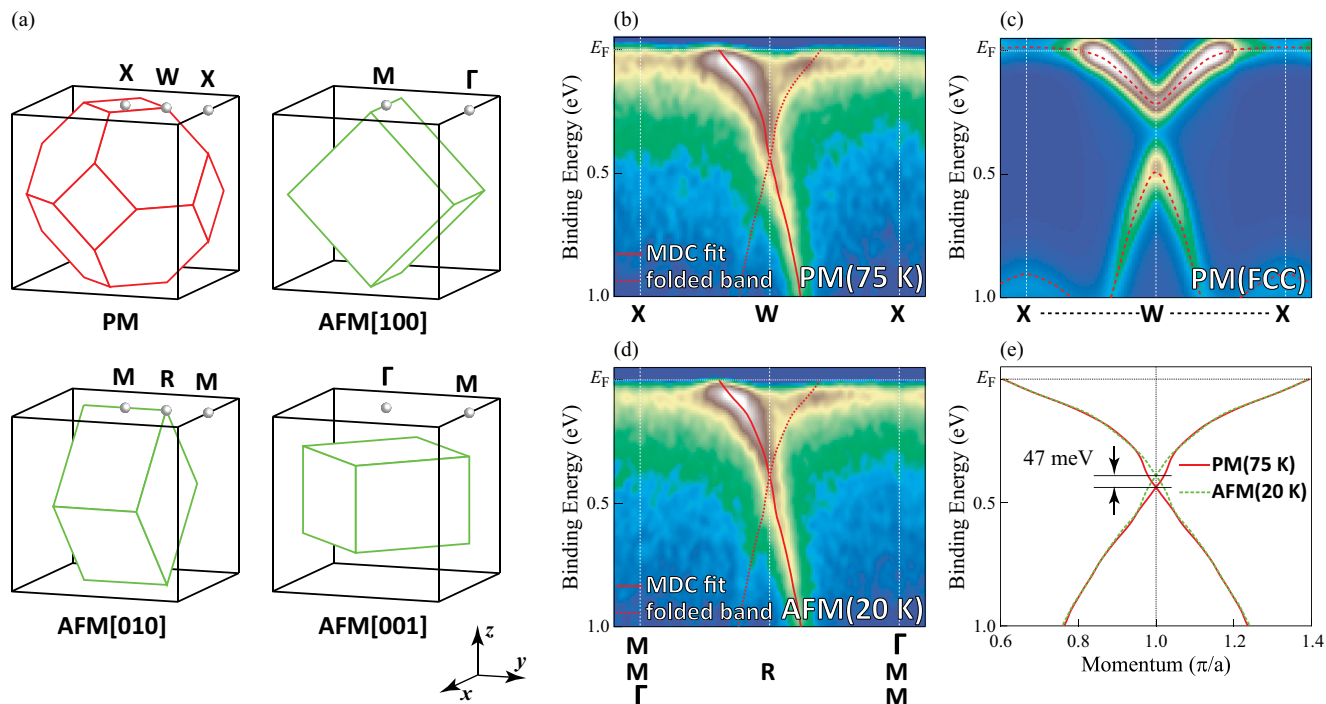 (a)
X W X
PM
M Γ
AFM[100]
M R M
AFM[010]
Γ M
AFM[001]
z
y
x
(b)
Binding Energy (eV)
E_F
0.5
1.0
MDC fit
folded band
PM(75 K)
X W X
(c)
Binding Energy (eV)
E_F
0.5
1.0
PM(FCC)
X W X
(d)
Binding Energy (eV)
E_F
0.5
1.0
MDC fit
folded band
AFM(20 K)
M Γ
M R M
Γ M
(e)
Binding Energy (eV)
E_F
0.5
1.0
47 meV
PM(75 K)
AFM(20 K)
0.6 0.8 1.0 1.2 1.4
Momentum (π/a)